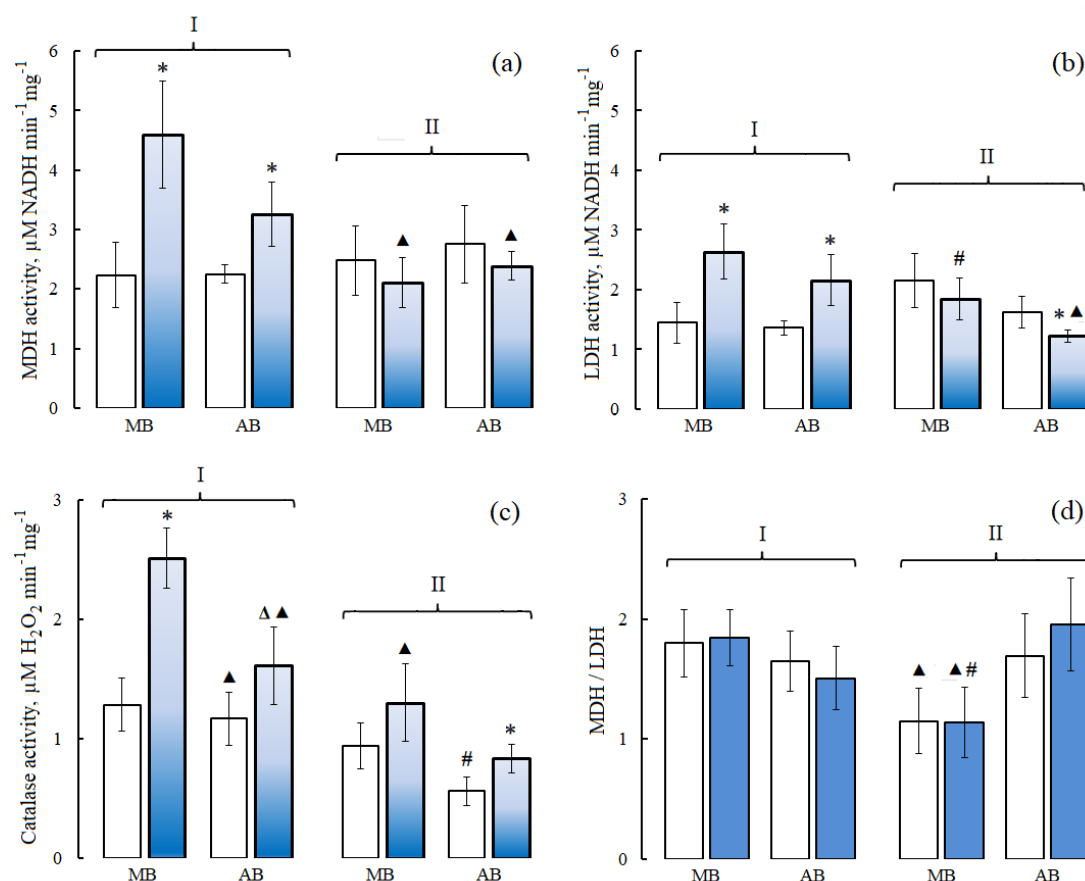 I
6
(a)
*
5
4
II
*
3
▲
▲
2
1
0
MDH activity, µM NADH min⁻¹mg⁻¹
MB
AB
MB
AB
6
(b)
5
I
4
II
*
3
*
#
2
* ▲
1
0
LDH activity, µM NADH min⁻¹mg⁻¹
MB
AB
MB
AB
I
3
(c)
*
II
Δ ▲
2
▲
▲
*
#
1
0
Catalase activity, µM H₂O₂ min⁻¹mg⁻¹
MB
AB
MB
AB
3
(d)
I
II
2
▲
▲ #
1
0
MDH / LDH
MB
AB
MB
AB